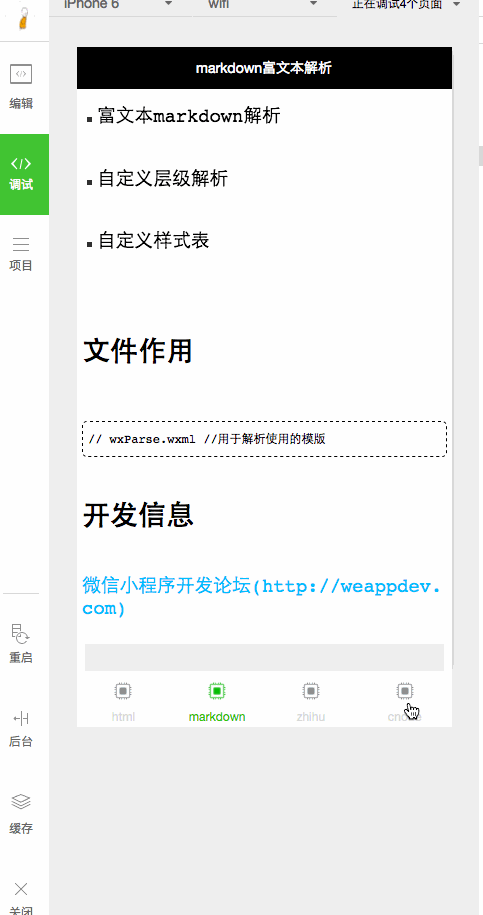 iPhone 6
wifi
正在调试4个页面
编辑
调试
项目
重启
后台
缓存
关闭
markdown富文本解析
富文本markdown解析
自定义层级解析
自定义样式表
文件作用
// wxParse.wxml //用于解析使用的模版
开发信息
微信小程序开发论坛(http://weappdev.
com)
html
markdown
zhihu